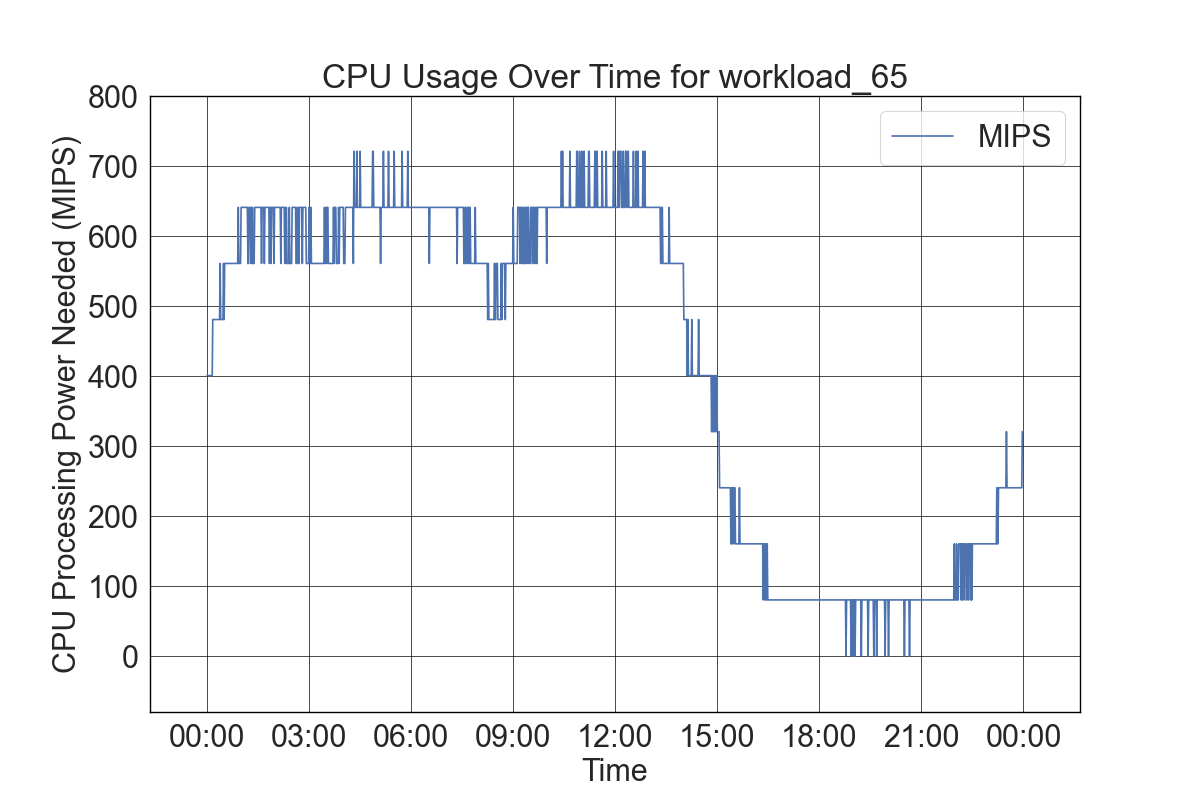 CPU Usage Over Time for workload_65
MIPS
CPU Processing Power Needed (MIPS)
800
700
600
500
400
300
200
100
0
00:00 03:00 06:00 09:00 12:00 15:00 18:00 21:00 00:00
Time